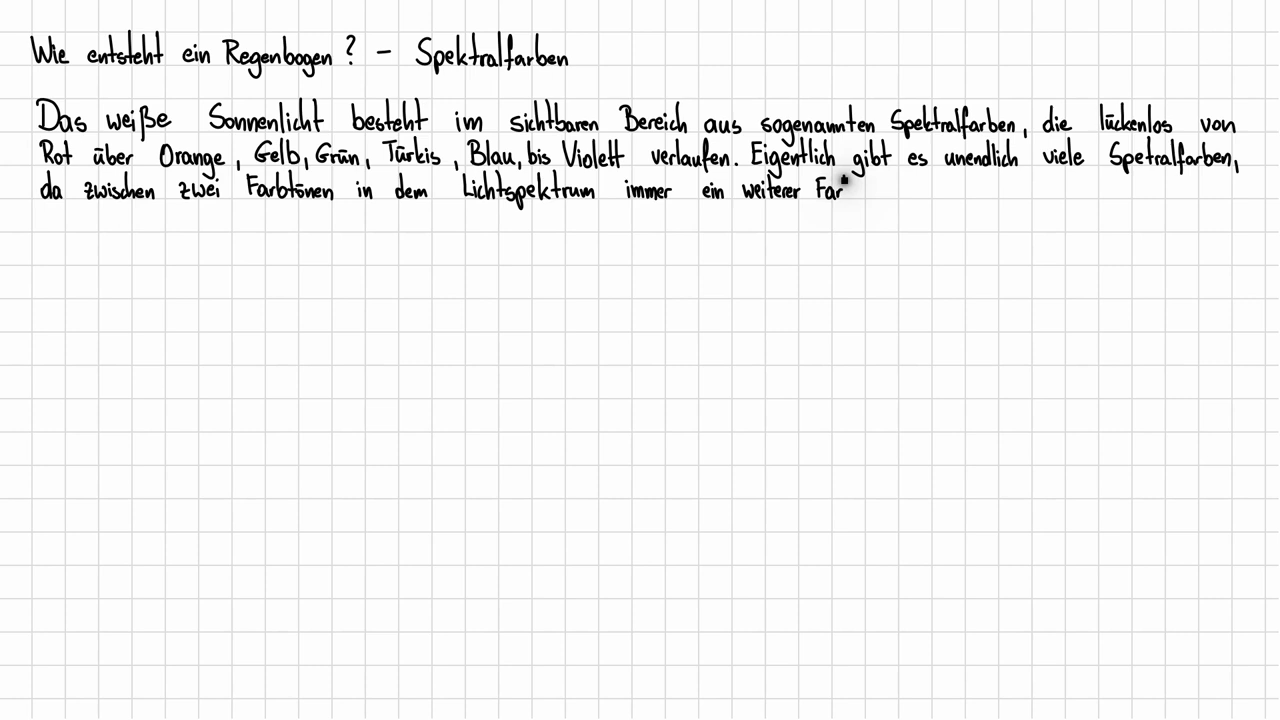 Wie entsteht ein Regenbogen? - Spektralfarben
Das weiße Sonnenlicht besteht im sichtbaren Bereich aus sogenannten Spektralfarben, die lückenlos von
Rot über Orange, Gelb, Grün, Türkis, Blau, bis Violett verlaufen. Eigentlich gibt es unendlich viele Spetralfarben,
da zwischen zwei Farbtönen in dem Lichtspektrum immer ein weiterer Far